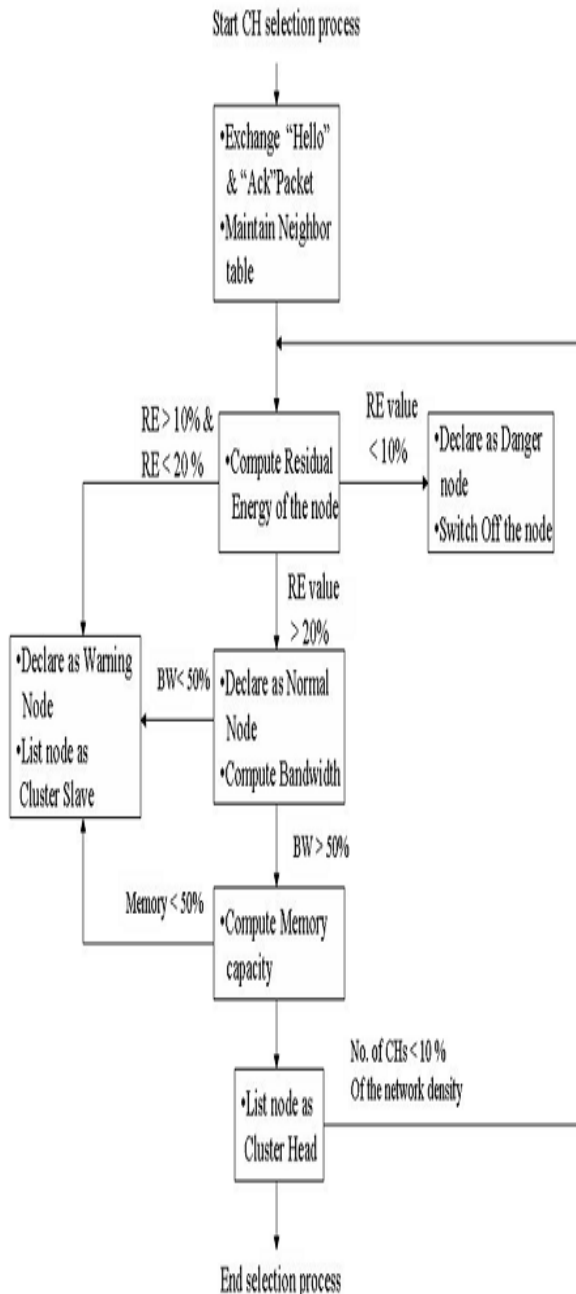 Start CH selection process
•Exchange “Hello”
& “Ack”Packet
•Maintain Neighbor
table
RE > 10% &
RE < 20 %
•Compute Residual
Energy of the node
RE value
< 10%
•Declare as Danger
node
•Switch Off the node
RE value
> 20%
•Declare as Warning
Node
•List node as
Cluster Slave
BW< 50%
•Declare as Normal
Node
•Compute Bandwidth
BW > 50%
Memory < 50%
•Compute Memory
capacity
No. of CHs < 10 %
Of the network density
•List node as
Cluster Head
End selection process